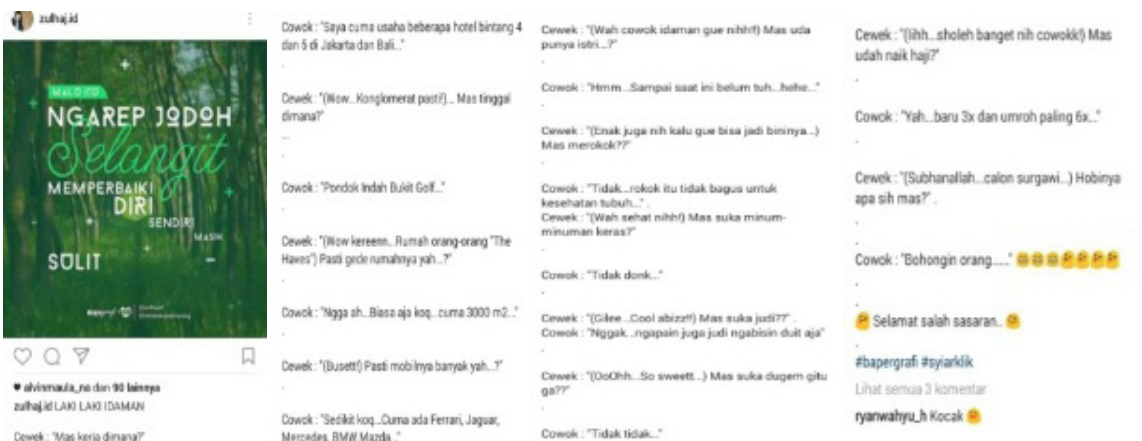 zulhaj.id
MALU ITU
NGAREP JODOH
Selangit
MEMPERBAIKI
DIRI
SENDIRI
MASIH
SULIT
alvinmaula_na dan 90 lainnya
zulhaj.id LAKI LAKI IDAMAN
Cewek : "Mas kerja dimana?"
Cowok : "Saya cuma usaha beberapa hotel bintang 4
dan 5 di Jakarta dan Bali..."
.
.
Cewek : "(Wow...Konglomerat pasti!)... Mas tinggal
dimana?"
...
.
Cowok : "Pondok Indah Bukit Golf..."
.
.
Cewek : "(Wow kereenn...Rumah orang-orang "The
Haves") Pasti gede rumahnya yah...?"
.
Cowok : "Ngga ah...Biasa aja koq...cuma 3000 m2..."
.
.
Cewek : "(Busett!) Pasti mobilnya banyak yah...?"
.
.
Cowok : "Sedikit koq...Cuma ada Ferrari, Jaguar,
Mercedes, BMW,Mazda..."
Cewek : "(Wah cowok idaman gue nihh!!) Mas uda
punya istri...?"
.
.
Cowok : "Hmm...Sampai saat ini belum tuh...hehe..."
.
.
Cewek : "(Enak juga nih kalu gue bisa jadi bininya...)
Mas merokok??"
.
.
Cowok : "Tidak...rokok itu tidak bagus untuk
kesehatan tubuh..." .
Cewek : "(Wah sehat nihh!) Mas suka minum-
minuman keras?"
.
.
Cowok : "Tidak donk..."
.
.
Cewek : "(Gilee...Cool abizz!!) Mas suka judi??" .
Cowok : "Nggak...ngapain juga judi ngabisin duit aja"
.
.
Cewek : "(OoOhh...So sweett...) Mas suka dugem gitu
ga??"
.
.
Cowok : "Tidak tidak..."
Cewek : "(Iihh...sholeh banget nih cowokk!) Mas
udah naik haji?"
.
.
Cowok : "Yah...baru 3x dan umroh paling 6x..."
.
.
Cewek : "(Subhanallah...calon surgawi...) Hobinya
apa sih mas?" .
.
.
Cowok : "Bohongin orang......"
.
.
Selamat salah sasaran..
.
#bapergrafi #syiarklik
Lihat semua 3 komentar
ryanwahyu_h Kocak